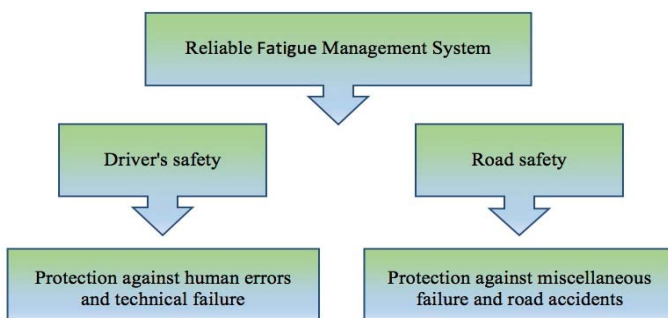 Reliable Fatigue Management System
Driver's safety
Road safety
Protection against human errors
and technical failure
Protection against miscellaneous
failure and road accidents